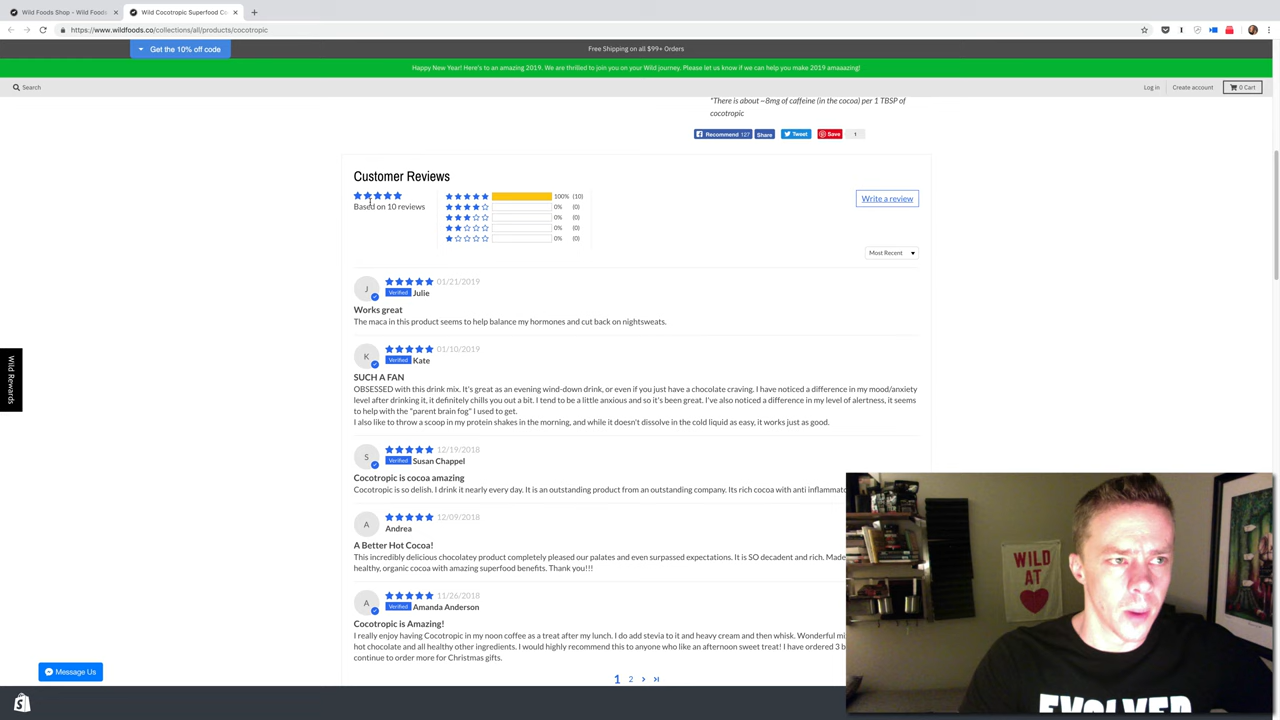 Wild Foods Shop - Wild Foods
Wild Cocotropic Superfood Co
https://www.wildfoods.co/collections/all/products/cocotropic
Get the 10% off code
Free Shipping on all $99+ Orders
Happy New Year! Here's to an amazing 2019. We are thrilled to join you on your Wild journey. Please let us know if we can help you make 2019 amaaazing!
Search
Log in
Create account
0 Cart
*There is about ~8mg of caffeine (in the cocoa) per 1 TBSP of
cocotropic
Recommend 127
Share
Tweet
Save
1
Customer Reviews
Based on 10 reviews
100% (10)
0% (0)
0% (0)
0% (0)
0% (0)
Write a review
Most Recent
J
01/21/2019
Verified Julie
Works great
The maca in this product seems to help balance my hormones and cut back on nightsweats.
K
01/10/2019
Verified Kate
SUCH A FAN
OBSESSED with this drink mix. It's great as an evening wind-down drink, or even if you just have a chocolate craving. I have noticed a difference in my mood/anxiety
level after drinking it, it definitely chills you out a bit. I tend to be a little anxious and so it's been great. I've also noticed a difference in my level of alertness, it seems
to help with the "parent brain fog" I used to get.
I also like to throw a scoop in my protein shakes in the morning, and while it doesn't dissolve in the cold liquid as easy, it works just as good.
S
12/19/2018
Verified Susan Chappel
Cocotropic is cocoa amazing
Cocotropic is so delish. I drink it nearly every day. It is an outstanding product from an outstanding company. Its rich cocoa with anti inflammato
A
12/09/2018
Andrea
A Better Hot Cocoa!
This incredibly delicious chocolatey product completely pleased our palates and even surpassed expectations. It is SO decadent and rich. Made
healthy, organic cocoa with amazing superfood benefits. Thank you!!!
A
11/26/2018
Verified Amanda Anderson
Cocotropic is Amazing!
I really enjoy having Cocotropic in my noon coffee as a treat after my lunch. I do add stevia to it and heavy cream and then whisk. Wonderful mi
hot chocolate and all healthy other ingredients. I would highly recommend this to anyone who like an afternoon sweet treat! I have ordered 3 b
continue to order more for Christmas gifts.
1 2
Wild Rewards
Message Us
WILD
AT
EVOLVED